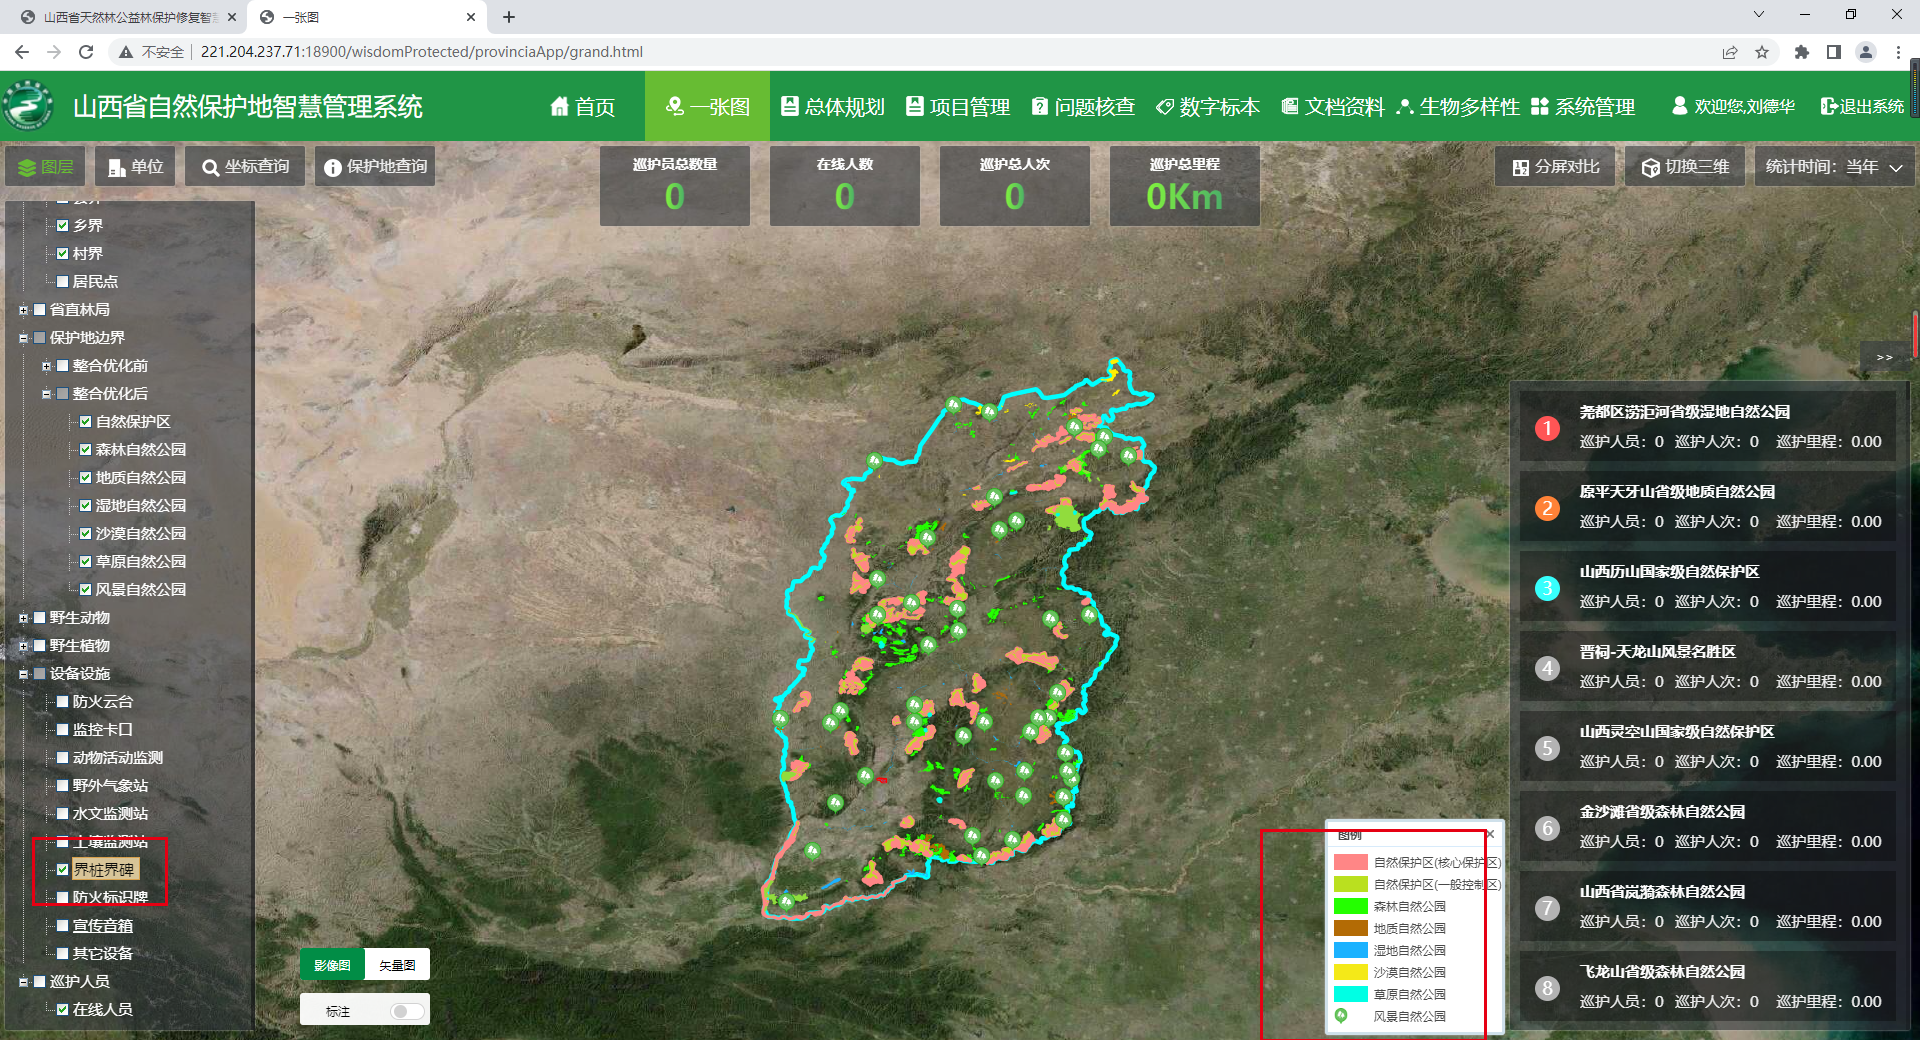 山西省天然林公益林保护修复智慧
一张图
不安全
221.204.237.71:18900/wisdomProtected/provinciaApp/grand.html
山西省自然保护地智慧管理系统
首页
一张图
总体规划
项目管理
问题核查
数字标本
文档资料
生物多样性
系统管理
欢迎您,刘德华
退出系统
图层
单位
坐标查询
保护地查询
巡护员总数量
0
在线人数
0
巡护总人次
0
巡护总里程
0Km
分屏对比
切换三维
统计时间：当年
乡界
村界
居民点
省直林局
保护地边界
整合优化前
整合优化后
自然保护区
森林自然公园
地质自然公园
湿地自然公园
沙漠自然公园
草原自然公园
风景自然公园
野生动物
野生植物
设备设施
防火云台
监控卡口
动物活动监测
野外气象站
水文监测站
土壤监测站
界桩界碑
防火标识牌
宣传音箱
其它设备
巡护人员
在线人员
影像图
矢量图
标注
图例
自然保护区(核心保护区)
自然保护区(一般控制区)
森林自然公园
地质自然公园
湿地自然公园
沙漠自然公园
草原自然公园
风景自然公园
>>
1
尧都区涝洰河省级湿地自然公园
巡护人员：0 巡护人次：0 巡护里程：0.00
2
原平天牙山省级地质自然公园
巡护人员：0 巡护人次：0 巡护里程：0.00
3
山西历山国家级自然保护区
巡护人员：0 巡护人次：0 巡护里程：0.00
4
晋祠-天龙山风景名胜区
巡护人员：0 巡护人次：0 巡护里程：0.00
5
山西灵空山国家级自然保护区
巡护人员：0 巡护人次：0 巡护里程：0.00
6
金沙滩省级森林自然公园
巡护人员：0 巡护人次：0 巡护里程：0.00
7
山西省岚漪森林自然公园
巡护人员：0 巡护人次：0 巡护里程：0.00
8
飞龙山省级森林自然公园
巡护人员：0 巡护人次：0 巡护里程：0.00